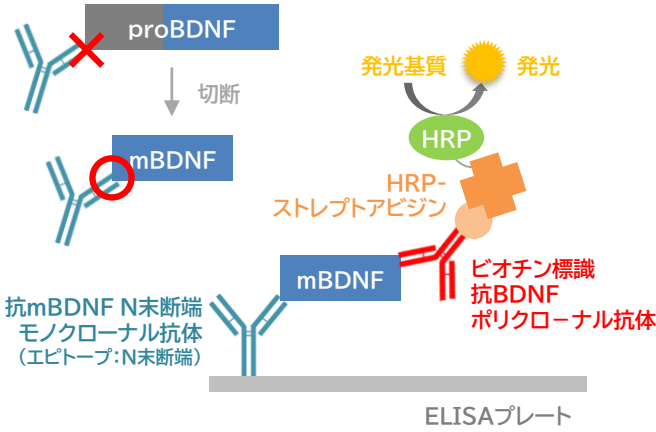 proBDNF
切断
mBDNF
発光基質
発光
HRP
HRP-
ストレプトアビジン
mBDNF
ビオチン標識
抗BDNF
ポリクローナル抗体
抗mBDNF N末断端
モノクローナル抗体
(エピトープ:N末断端)
ELISAプレート